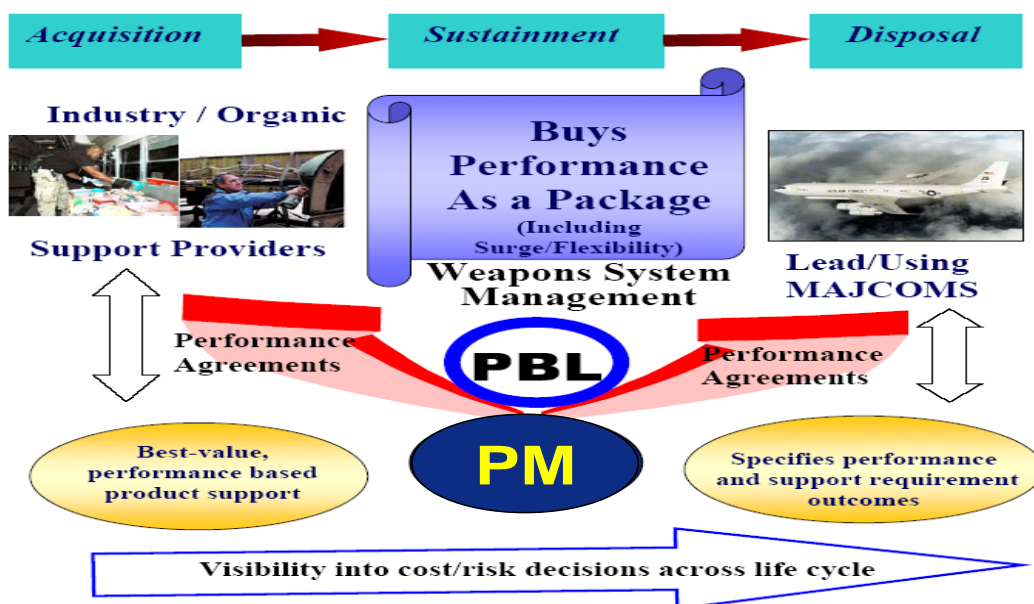 Acquisition
Sustainment
Disposal
Industry / Organic
Support Providers
Buys
Performance
As a Package
(Including
Surge/Flexibility)
Weapons System
Management
Lead/Using
MAJCOMS
Performance
Agreements
PBL
Performance
Agreements
PM
Best-value,
performance based
product support
Specifies performance
and support requirement
outcomes
Visibility into cost/risk decisions across life cycle